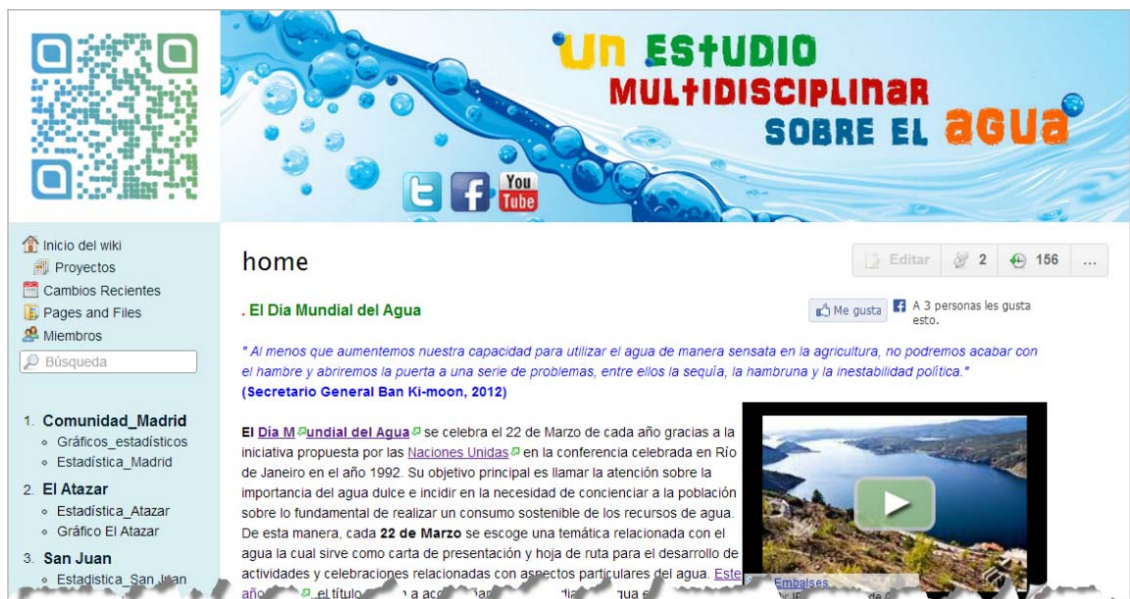 Un ESTUDIO
MULTIDISCIPLINAR
SOBRE EL AGUA
You
Tube
Inicio del wiki
Proyectos
Cambios Recientes
Pages and Files
Miembros
Búsqueda
1. Comunidad_Madrid
Gráficos_estadísticos
Estadística_Madrid
2. El Atazar
Estadística_Atazar
Gráfico El Atazar
3. San Juan
Estadistica_San Juan
home
Editar 2 156 ...
. El Día Mundial del Agua
Me gusta A 3 personas les gusta
esto.
" Al menos que aumentemos nuestra capacidad para utilizar el agua de manera sensata en la agricultura, no podremos acabar con
el hambre y abriremos la puerta a una serie de problemas, entre ellos la sequía, la hambruna y la inestabilidad política."
(Secretario General Ban Ki-moon, 2012)
El Día Mundial del Agua se celebra el 22 de Marzo de cada año gracias a la
iniciativa propuesta por las Naciones Unidas en la conferencia celebrada en Río
de Janeiro en el año 1992. Su objetivo principal es llamar la atención sobre la
importancia del agua dulce e incidir en la necesidad de concienciar a la población
sobre lo fundamental de realizar un consumo sostenible de los recursos de agua.
De esta manera, cada 22 de Marzo se escoge una temática relacionada con el
agua la cual sirve como carta de presentación y hoja de ruta para el desarrollo de
actividades y celebraciones relacionadas con aspectos particulares del agua. Este
año el título
Embalses